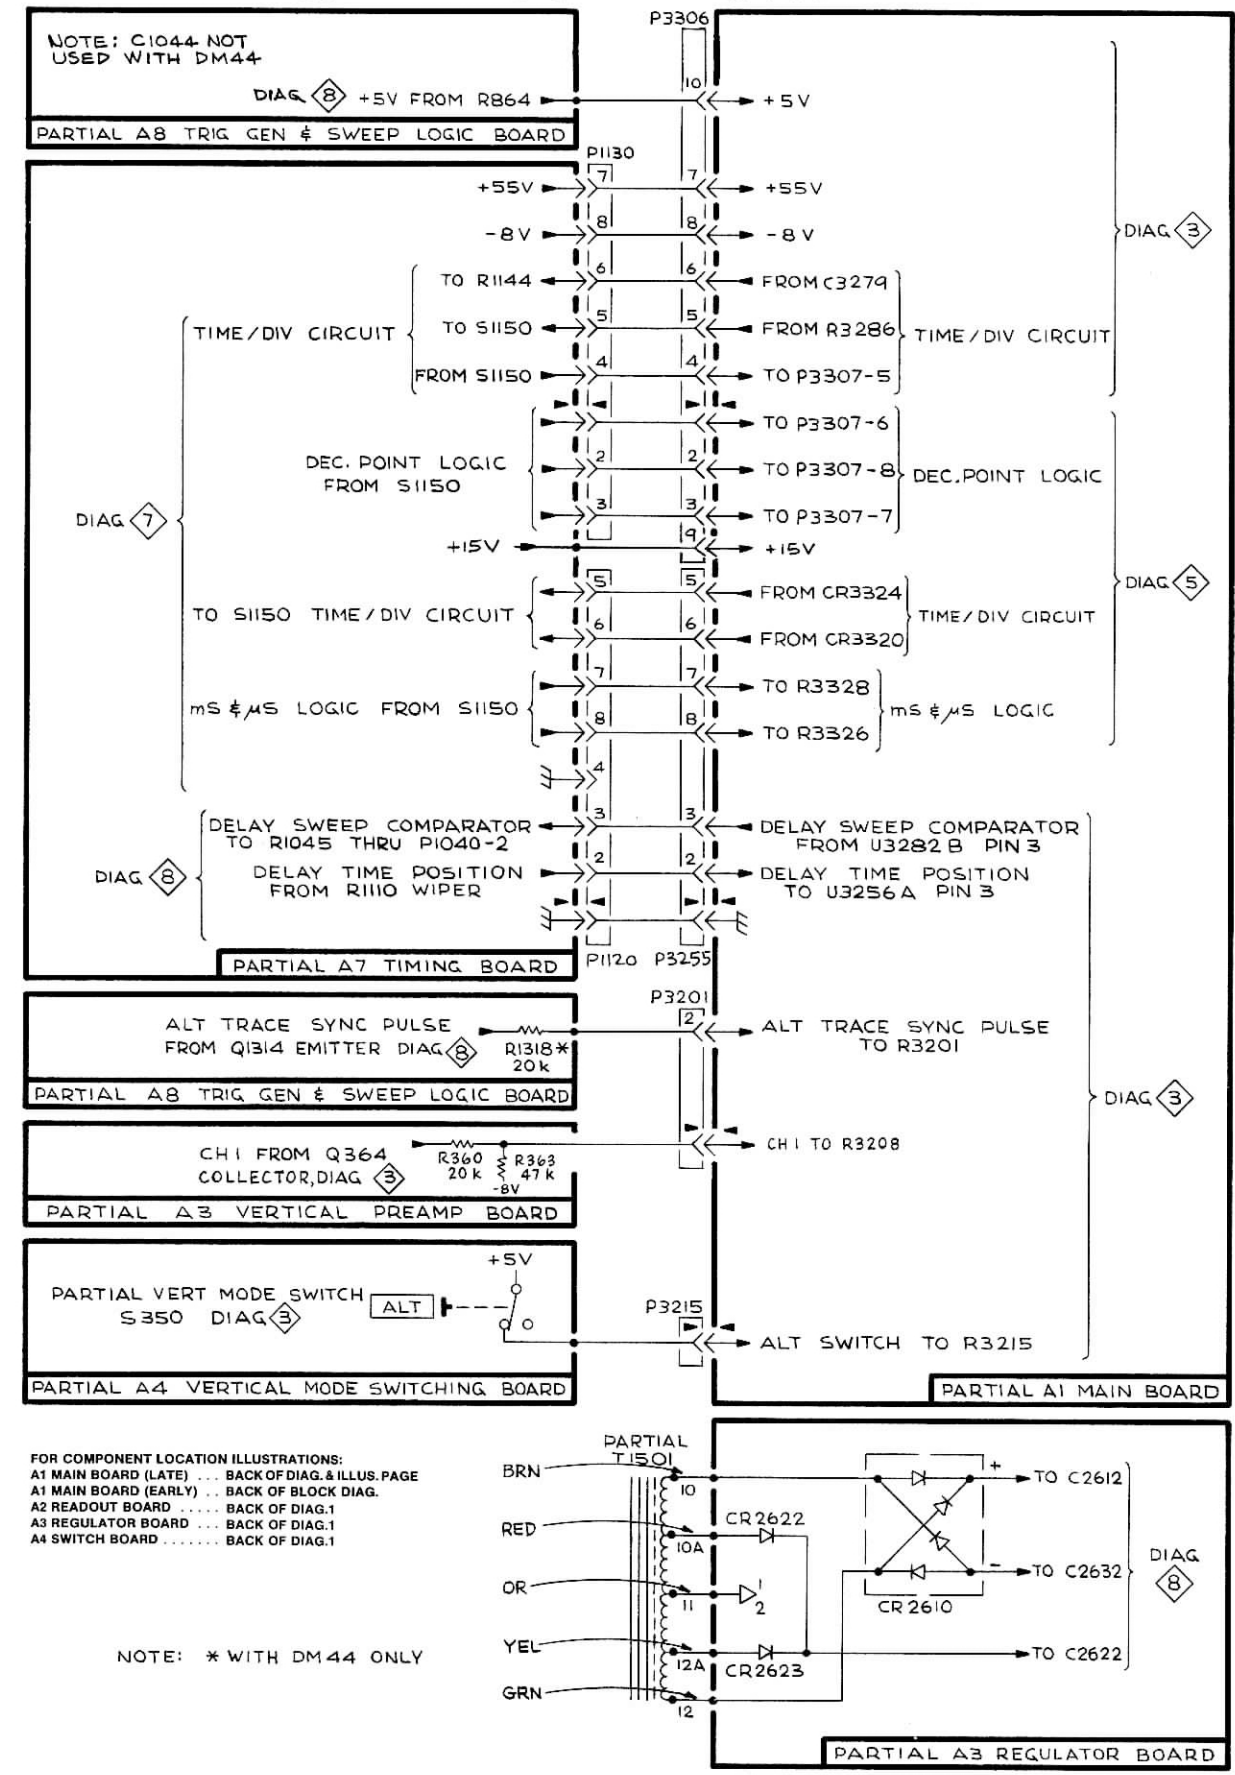 P3306
NOTE: C1044 NOT
USED WITH DM44
DIAG 8 +5V FROM R864
10
+5V
PARTIAL A8 TRIG GEN & SWEEP LOGIC BOARD
P1130
+55V 7 7 +55V
-8V 8 8 -8V
DIAG 3
TO R1144 6 6 FROM C3279
TIME/DIV CIRCUIT
TO S1150 5 5 FROM R3286
TIME/DIV CIRCUIT
FROM S1150 4 4 TO P3307-5
TO P3307-6
DEC. POINT LOGIC
FROM S1150
2 2 TO P3307-8
DEC. POINT LOGIC
3 3 TO P3307-7
DIAG 7
+15V 9 +15V
DIAG 5
5 5 FROM CR3324
TO S1150 TIME/DIV CIRCUIT
TIME/DIV CIRCUIT
6 6 FROM CR3320
7 7 TO R3328
mS & µS LOGIC FROM S1150
mS & µS LOGIC
8 8 TO R3326
4
DELAY SWEEP COMPARATOR
TO R1045 THRU P1040-2
3 3
DELAY SWEEP COMPARATOR
FROM U3282B PIN 3
DIAG 8
DELAY TIME POSITION
FROM R1110 WIPER
2 2
DELAY TIME POSITION
TO U3256A PIN 3
PARTIAL A7 TIMING BOARD
P1120 P3255
P3201
ALT TRACE SYNC PULSE
FROM Q1314 EMITTER DIAG 8
R1318*
20k
2
ALT TRACE SYNC PULSE
TO R3201
PARTIAL A8 TRIG GEN & SWEEP LOGIC BOARD
DIAG 3
CH 1 FROM Q364
COLLECTOR, DIAG 3
R360
20k
R363
47k
-8V
CH 1 TO R3208
PARTIAL A3 VERTICAL PREAMP BOARD
+5V
PARTIAL VERT MODE SWITCH
S350 DIAG 3
ALT
P3215
ALT SWITCH TO R3215
PARTIAL A4 VERTICAL MODE SWITCHING BOARD
PARTIAL A1 MAIN BOARD
FOR COMPONENT LOCATION ILLUSTRATIONS:
A1 MAIN BOARD (LATE) ... BACK OF DIAG. & ILLUS. PAGE
A1 MAIN BOARD (EARLY) .. BACK OF BLOCK DIAG.
A2 READOUT BOARD ..... BACK OF DIAG.1
A3 REGULATOR BOARD ... BACK OF DIAG.1
A4 SWITCH BOARD ....... BACK OF DIAG.1
NOTE: * WITH DM44 ONLY
PARTIAL
T1501
BRN 10
+ TO C2612
RED 10A CR2622
OR 11 1
2
- TO C2632
CR2610
DIAG
8
YEL 12A CR2623
TO C2622
GRN 12
PARTIAL A3 REGULATOR BOARD